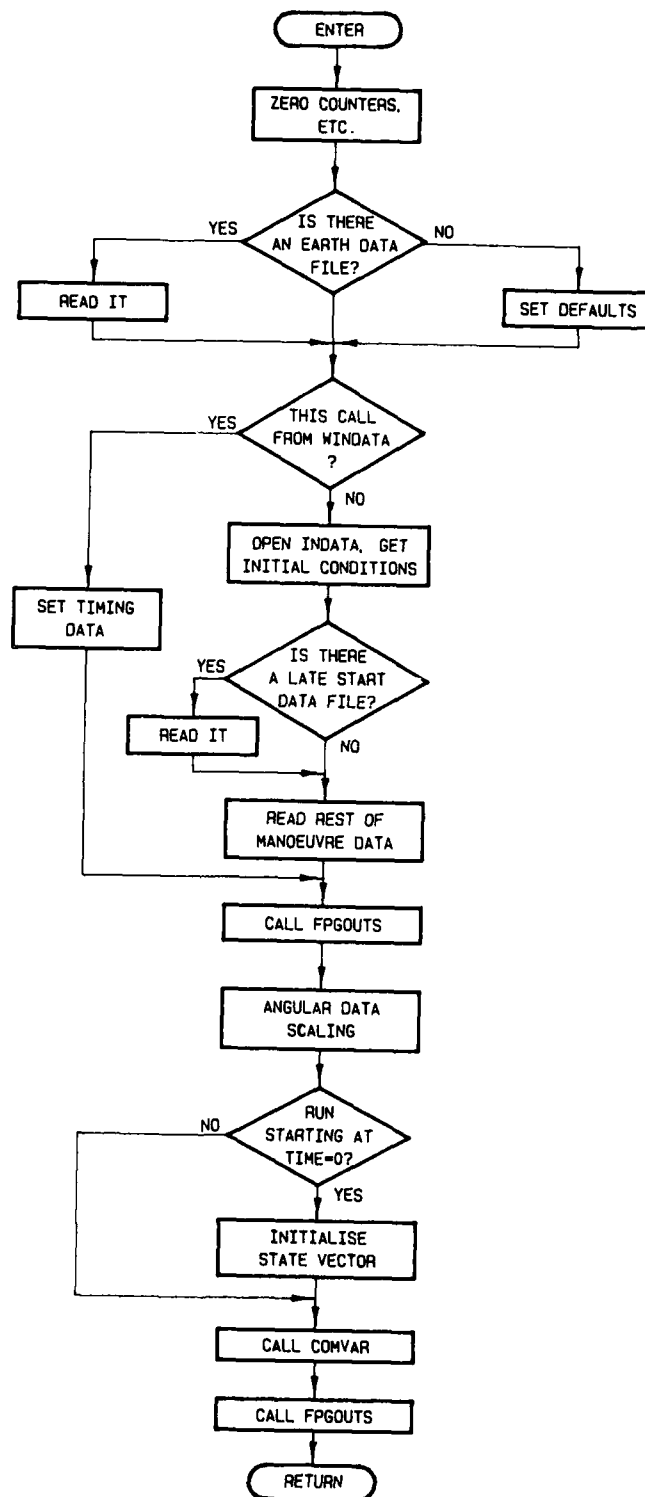 ENTER
ZERO COUNTERS,
ETC.
IS THERE
AN EARTH DATA
FILE?
YES
NO
READ IT
SET DEFAULTS
THIS CALL
FROM WINDATA
?
YES
NO
OPEN INDATA, GET
INITIAL CONDITIONS
SET TIMING
DATA
IS THERE
A LATE START
DATA FILE?
YES
READ IT
NO
READ REST OF
MANOEUVRE DATA
CALL FPGOUTS
ANGULAR DATA
SCALING
RUN
STARTING AT
TIME=0?
NO
YES
INITIALISE
STATE VECTOR
CALL COMVAR
CALL FPGOUTS
RETURN